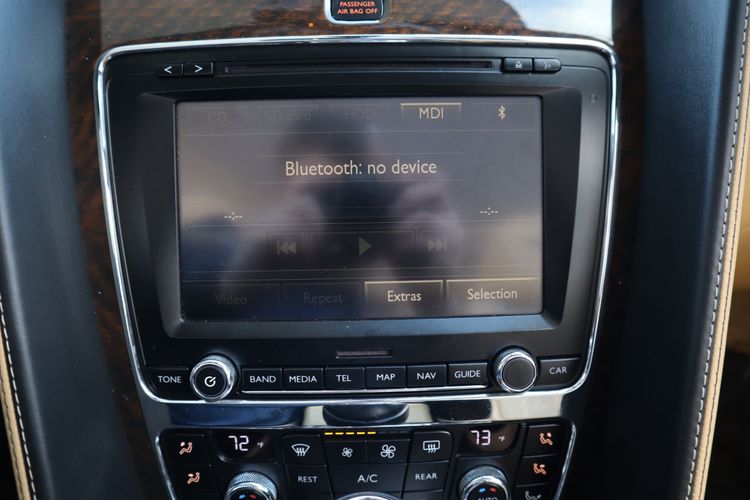 PASSENGER
AIR BAG OFF
< >
CD SD card HDD MDI
Bluetooth: no device
--:-- --:--
Video Repeat Extras Selection
TONE BAND MEDIA TEL MAP NAV GUIDE CAR
72 °F 73 °F
REST A/C REAR
AUTO